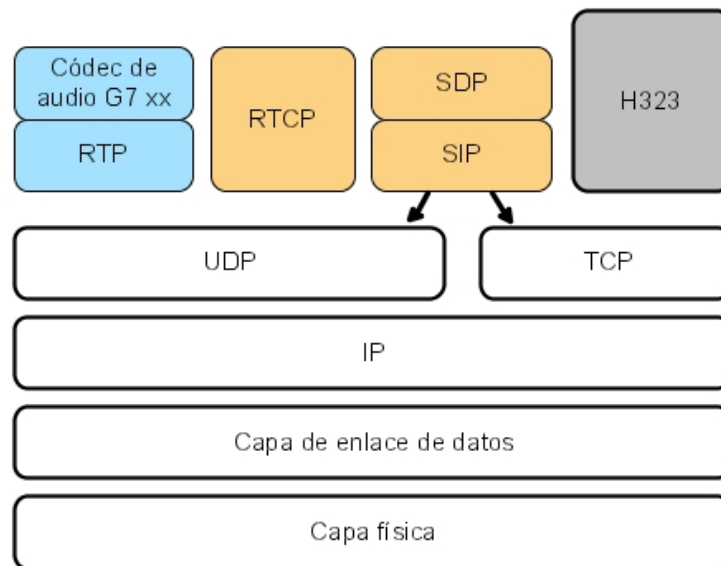 Códec de
audio G7 xx
RTP
RTCP
SDP
SIP
H323
UDP
TCP
IP
Capa de enlace de datos
Capa física